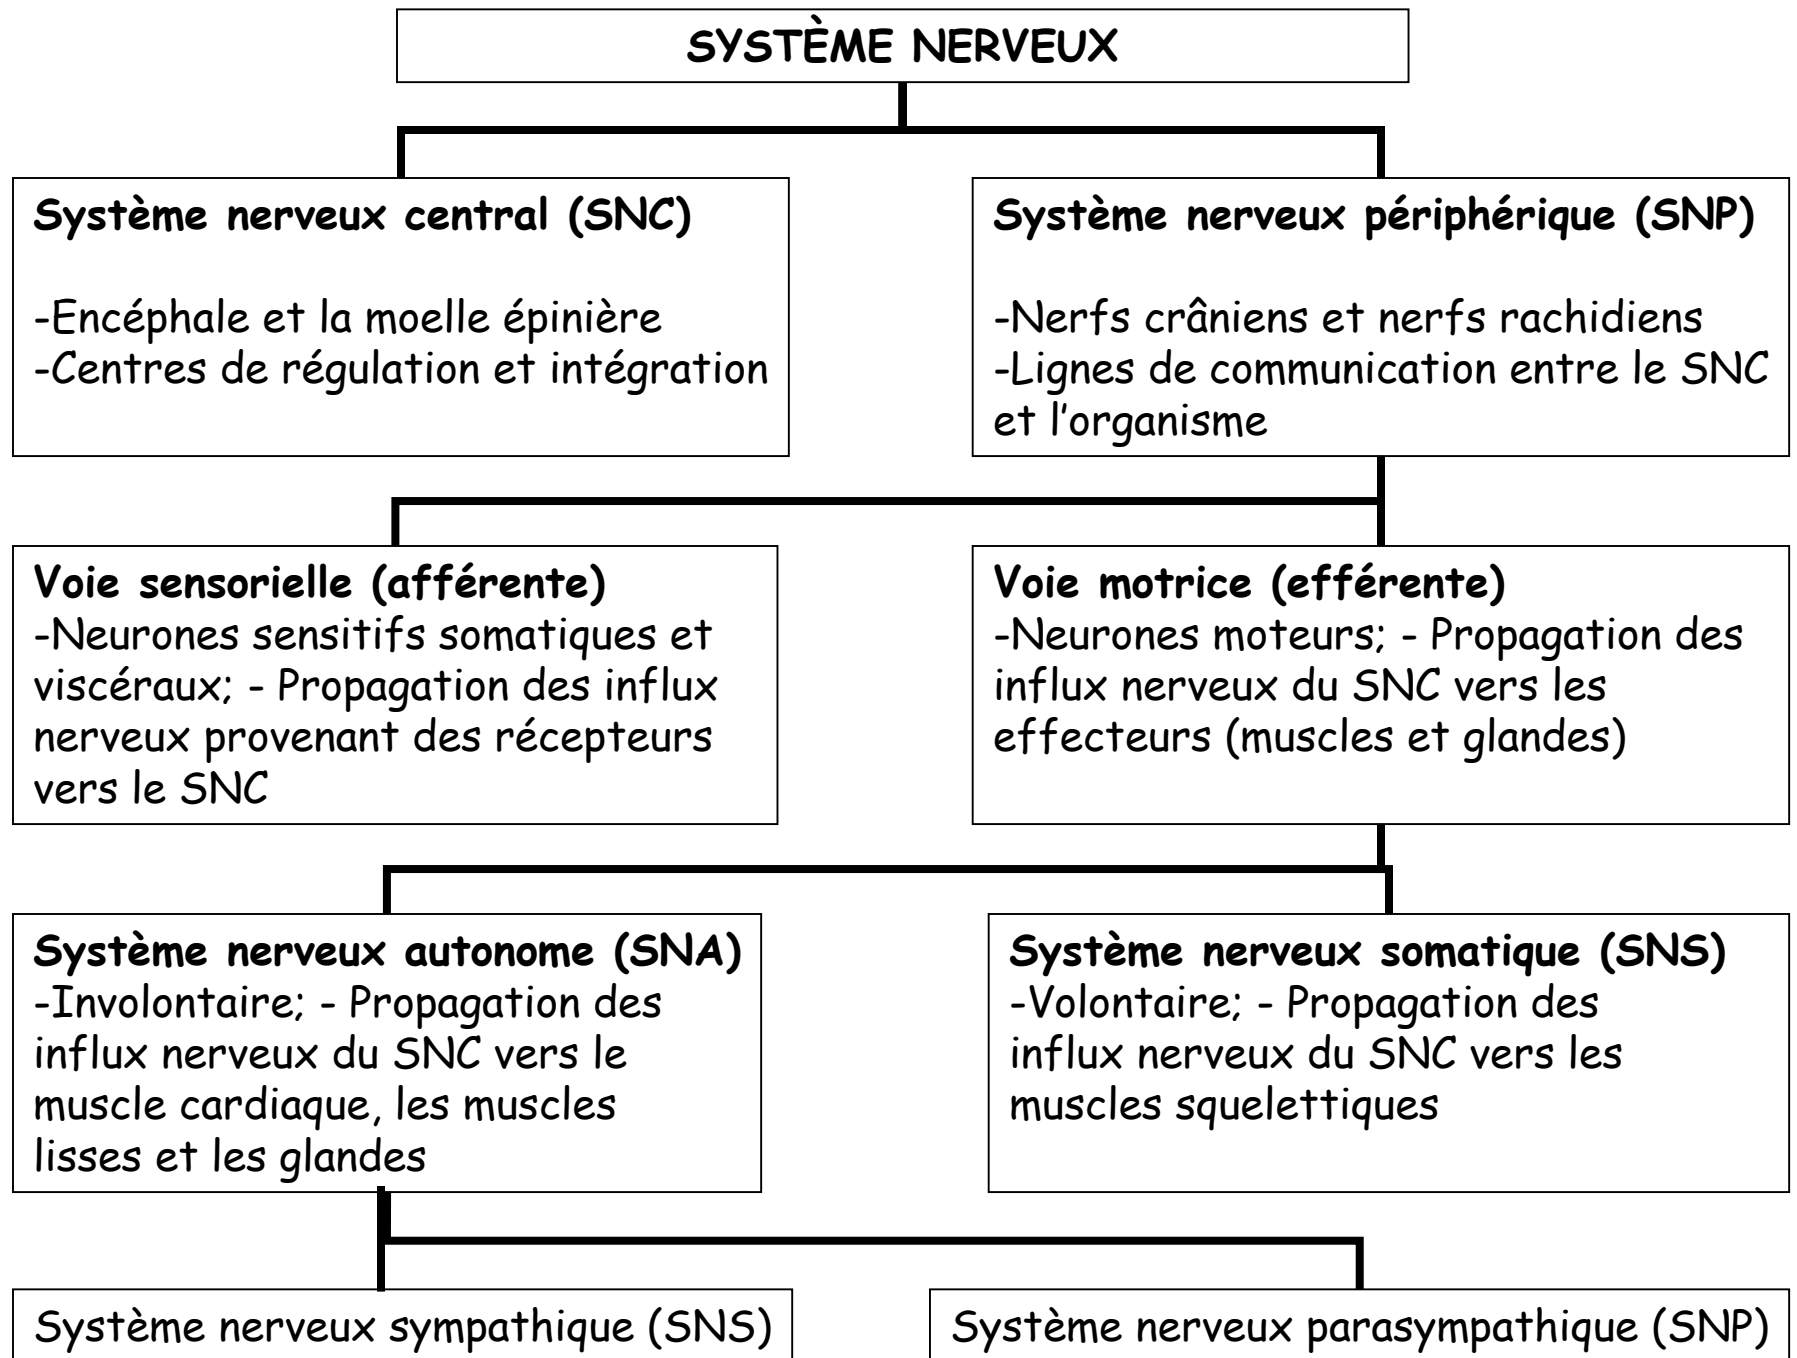 SYSTÈME NERVEUX
Système nerveux central (SNC)
-Encéphale et la moelle épinière
-Centres de régulation et intégration
Système nerveux périphérique (SNP)
-Nerfs crâniens et nerfs rachidiens
-Lignes de communication entre le SNC
et l’organisme
Voie sensorielle (afférente)
-Neurones sensitifs somatiques et
viscéraux; - Propagation des influx
nerveux provenant des récepteurs
vers le SNC
Voie motrice (efférente)
-Neurones moteurs; - Propagation des
influx nerveux du SNC vers les
effecteurs (muscles et glandes)
Système nerveux autonome (SNA)
-Involontaire; - Propagation des
influx nerveux du SNC vers le
muscle cardiaque, les muscles
lisses et les glandes
Système nerveux somatique (SNS)
-Volontaire; - Propagation des
influx nerveux du SNC vers les
muscles squelettiques
Système nerveux sympathique (SNS)
Système nerveux parasympathique (SNP)